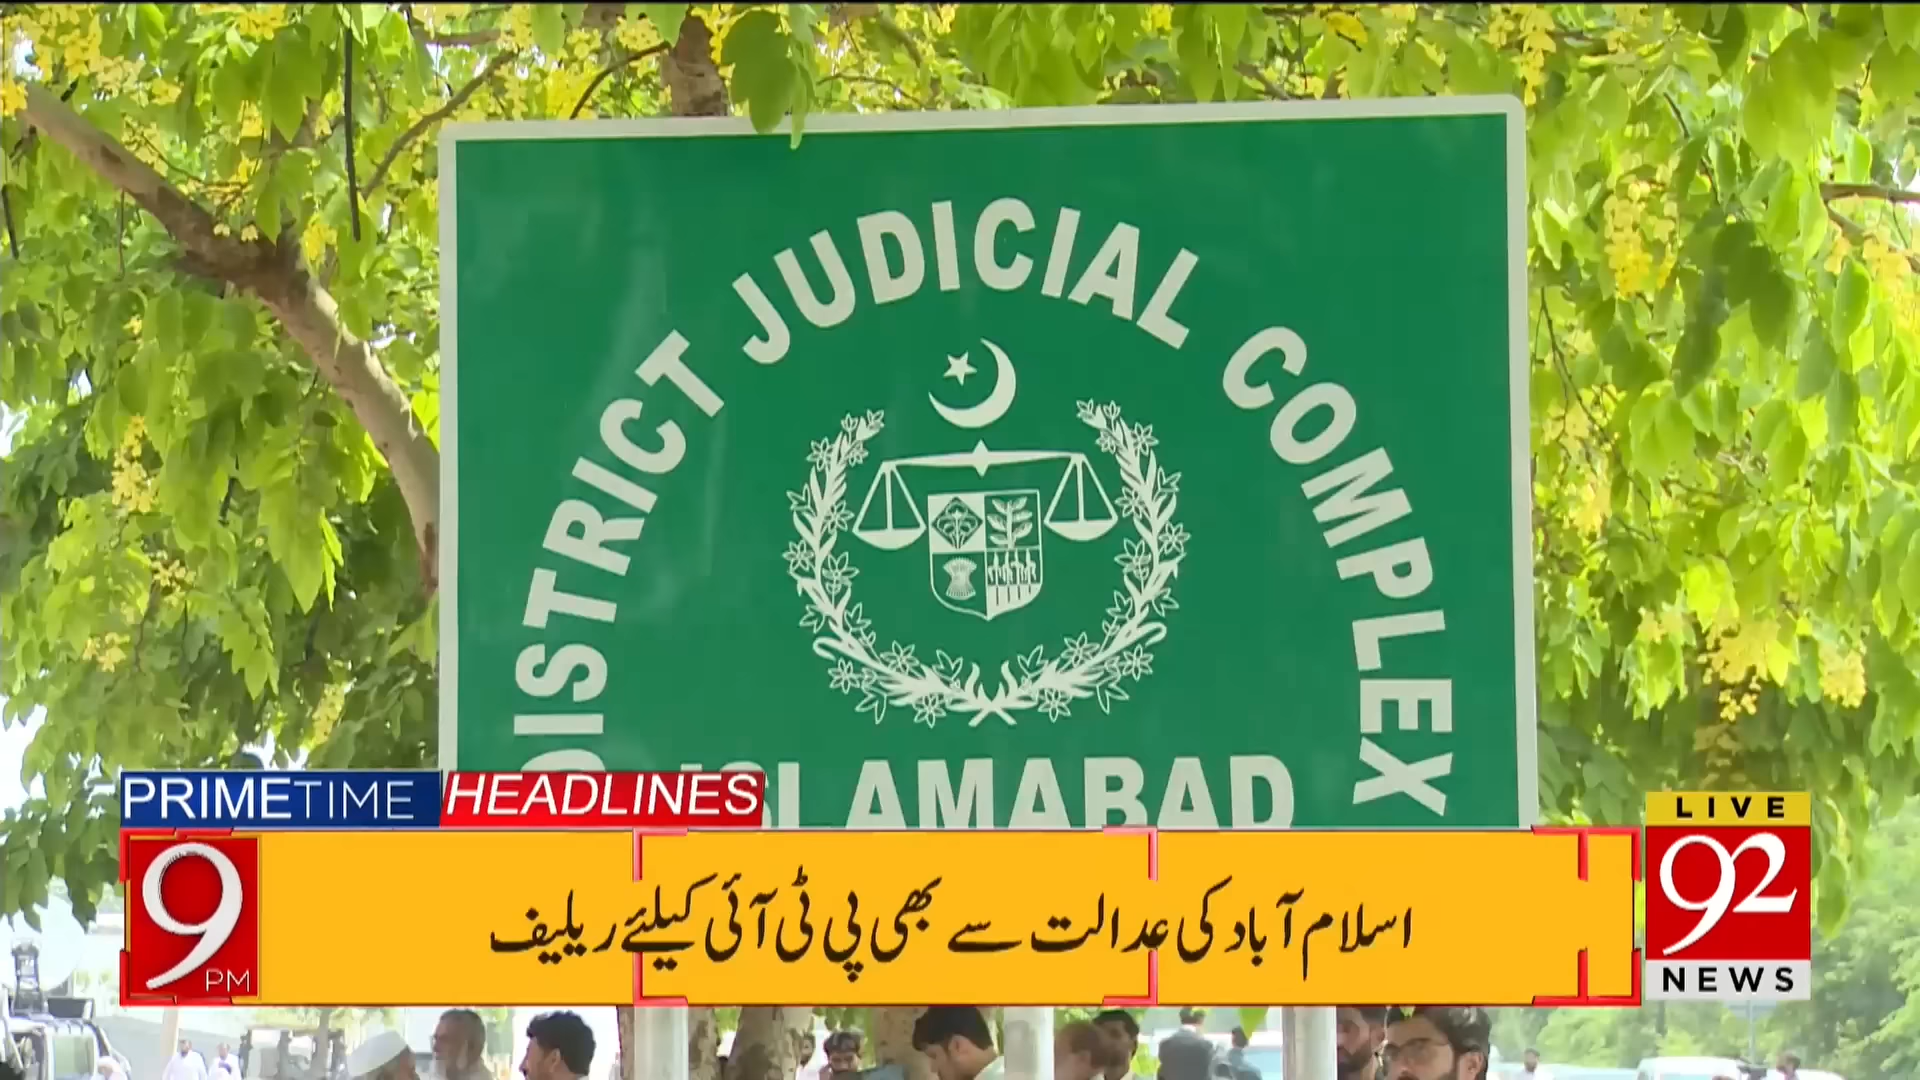 DISTRICT JUDICIAL COMPLEX
ISLAMABAD
PRIMETIME HEADLINES
9 PM
اسلام آباد کی عدالت سے بھی پی ٹی آئی کیلئے ریلیف
LIVE
92
NEWS